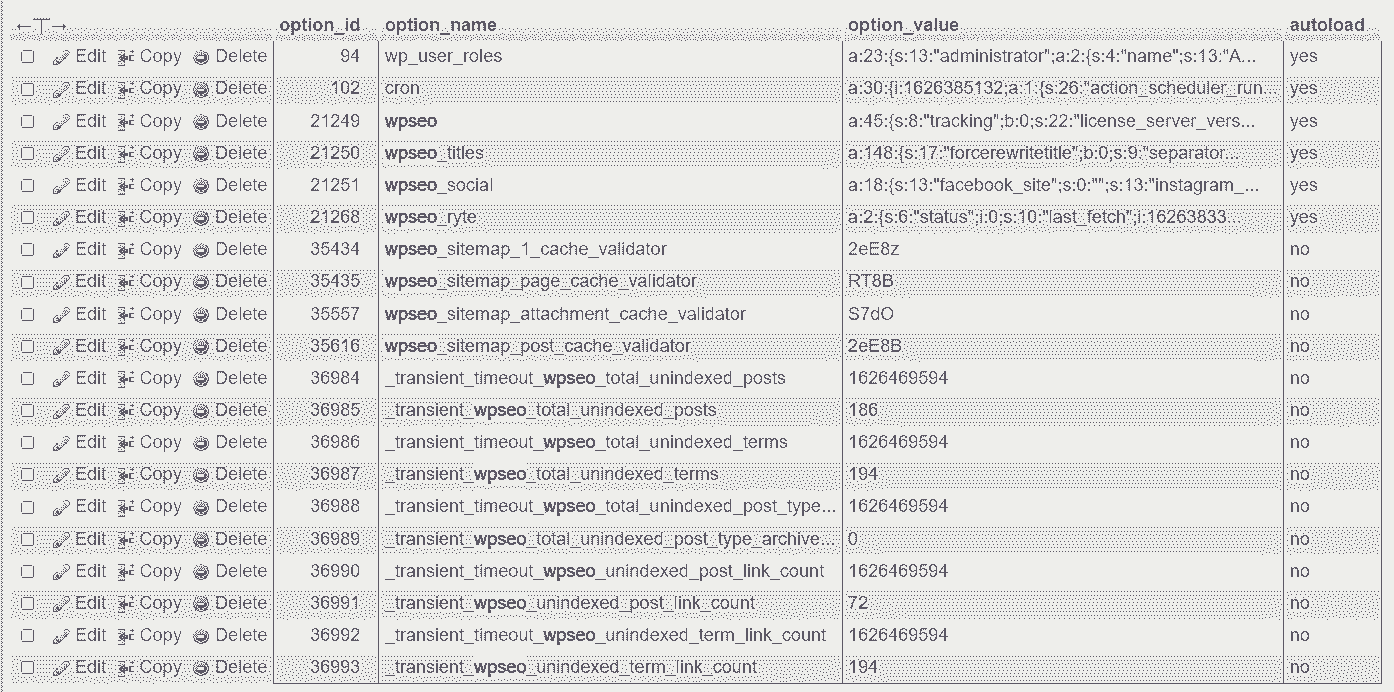 ←T→ option_id option_name option_value autoload
Edit Copy Delete 94 wp_user_roles a:23:{s:13:"administrator";a:2:{s:4:"name";s:13:"A... yes
Edit Copy Delete 102 cron a:30:{i:1626385132;a:1:{s:26:"action_scheduler_run... yes
Edit Copy Delete 21249 wpseo a:45:{s:8:"tracking";b:0;s:22:"license_server_vers... yes
Edit Copy Delete 21250 wpseo_titles a:148:{s:17:"forcerewritetitle";b:0;s:9:"separator... yes
Edit Copy Delete 21251 wpseo_social a:18:{s:13:"facebook_site";s:0:"";s:13:"instagram_... yes
Edit Copy Delete 21268 wpseo_ryte a:2:{s:6:"status";i:0;s:10:"last_fetch";i:16263833... yes
Edit Copy Delete 35434 wpseo_sitemap_1_cache_validator 2eE8z no
Edit Copy Delete 35435 wpseo_sitemap_page_cache_validator RT8B no
Edit Copy Delete 35557 wpseo_sitemap_attachment_cache_validator S7dO no
Edit Copy Delete 35616 wpseo_sitemap_post_cache_validator 2eE8B no
Edit Copy Delete 36984 _transient_timeout_wpseo_total_unindexed_posts 1626469594 no
Edit Copy Delete 36985 _transient_wpseo_total_unindexed_posts 186 no
Edit Copy Delete 36986 _transient_timeout_wpseo_total_unindexed_terms 1626469594 no
Edit Copy Delete 36987 _transient_wpseo_total_unindexed_terms 194 no
Edit Copy Delete 36988 _transient_timeout_wpseo_total_unindexed_post_type... 1626469594 no
Edit Copy Delete 36989 _transient_wpseo_total_unindexed_post_type_archive... 0 no
Edit Copy Delete 36990 _transient_timeout_wpseo_unindexed_post_link_count 1626469594 no
Edit Copy Delete 36991 _transient_wpseo_unindexed_post_link_count 72 no
Edit Copy Delete 36992 _transient_timeout_wpseo_unindexed_term_link_count 1626469594 no
Edit Copy Delete 36993 _transient_wpseo_unindexed_term_link_count 194 no